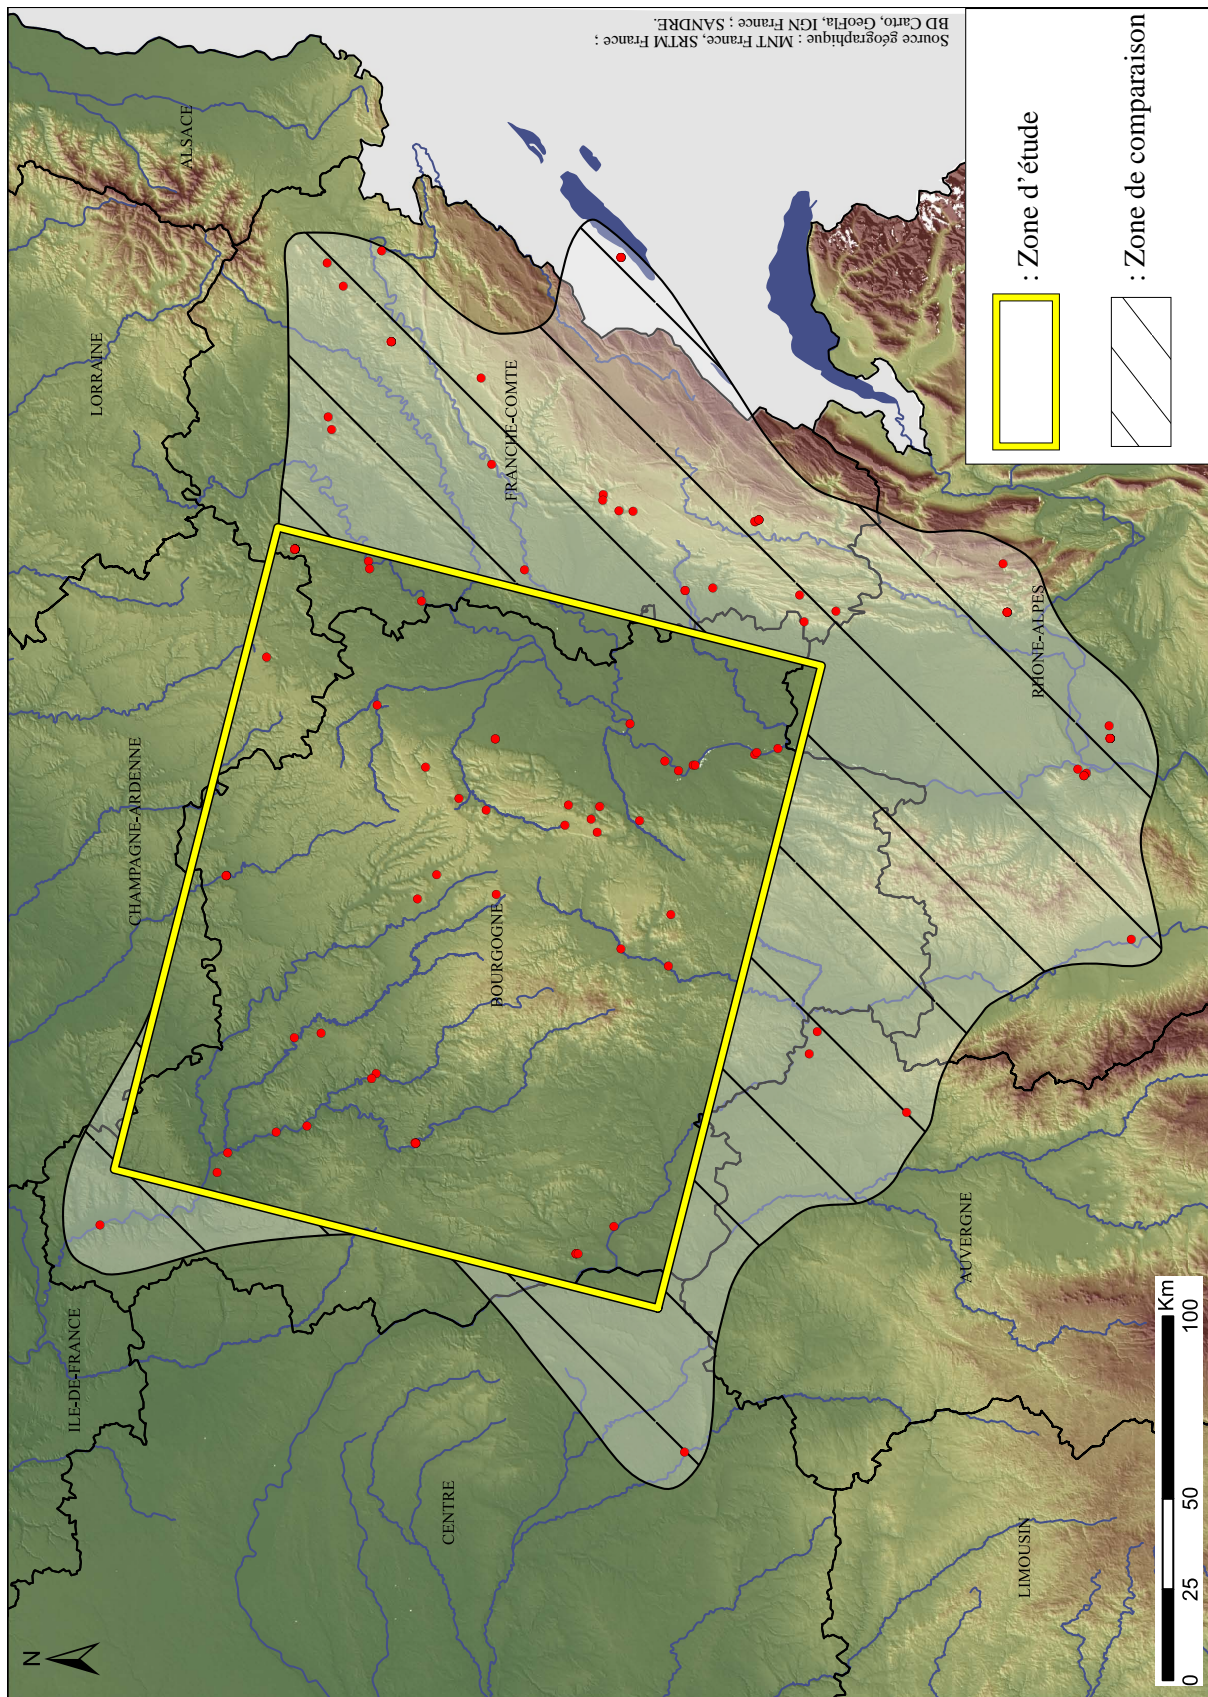 N
ILE-DE-FRANCE
CHAMPAGNE-ARDENNE
LORRAINE
ALSACE
CENTRE
BOURGOGNE
FRANCHE-COMTE
LIMOUSIN
AUVERGNE
RHONE-ALPES
Source géographique : MNT France, SRTM France ;
BD Carto, GeoFla, IGN France ; SANDRE.
: Zone d'étude
: Zone de comparaison
0 25 50 100
Km